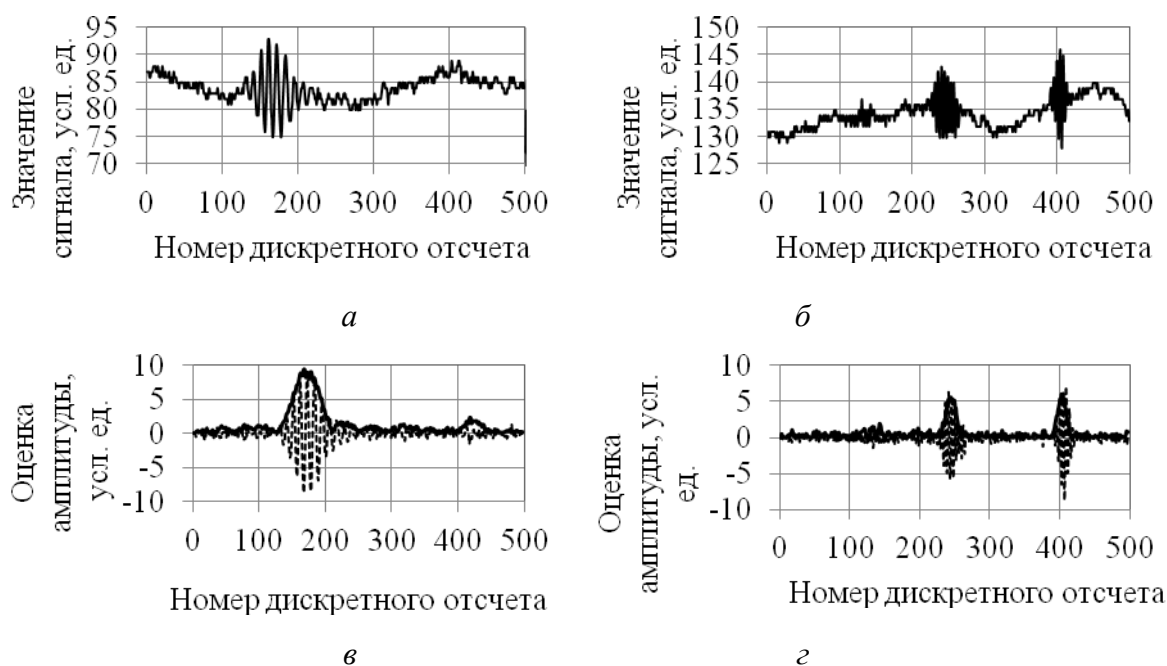 Значение
сигнала, усл. ед.
95
90
85
80
75
70
0 100 200 300 400 500
Номер дискретного отсчета
а
Значение
сигнала, усл. ед.
150
145
140
135
130
125
0 100 200 300 400 500
Номер дискретного отсчета
б
Оценка
амплитуды,
усл. ед.
10
5
0
-5
-10
0 100 200 300 400 500
Номер дискретного отсчета
в
Оценка
амплитуды, усл.
ед.
10
5
0
-5
-10
0 100 200 300 400 500
Номер дискретного отсчета
г